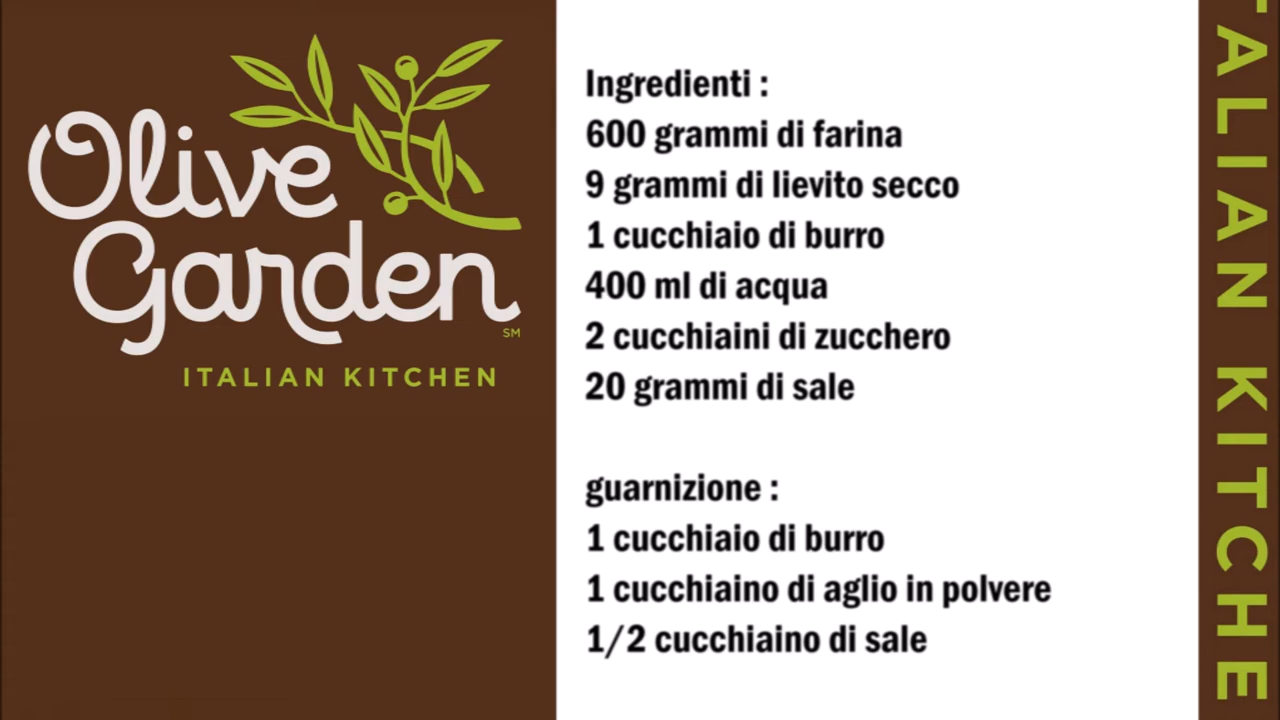 Olive
Garden
SM
ITALIAN KITCHEN
Ingredienti :
600 grammi di farina
9 grammi di lievito secco
1 cucchiaio di burro
400 ml di acqua
2 cucchiaini di zucchero
20 grammi di sale
guarnizione :
1 cucchiaio di burro
1 cucchiaino di aglio in polvere
1/2 cucchiaino di sale
TALIAN KITCHE